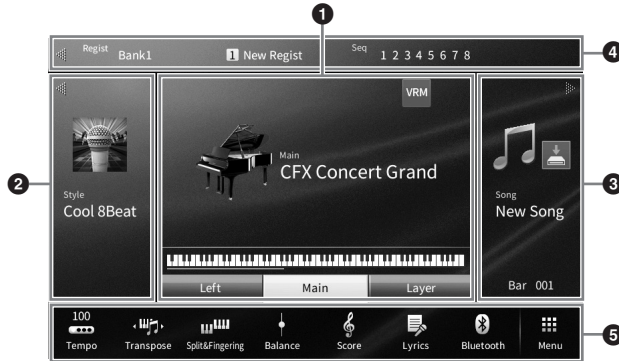 1
Regist Bank1 1 New Regist Seq 1 2 3 4 5 6 7 8
4
VRM
2
Style
Cool 8Beat
Main
CFX Concert Grand
3
Song
New Song
Left Main Layer
Bar 001
100
Tempo Transpose Split&Fingering Balance Score Lyrics Bluetooth Menu
5